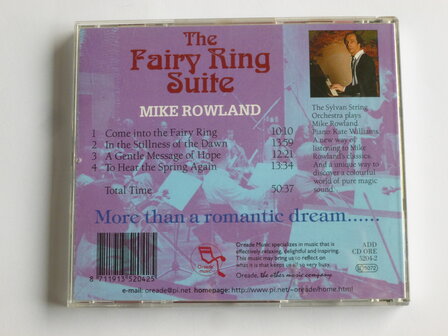 The
Fairy Ring
Suite
MIKE ROWLAND
1 Come into the Fairy Ring 10:10
2 In the Stillness of the Dawn 13:59
3 A Gentle Message of Hope 12:21
4 To Hear the Spring Again 13:34
Total Time 50:37
The Sylvan String
Orchestra plays
Mike Rowland
Piano: Kate Williams
A new way of
listening to Mike
Rowland's classics.
And a unique way to
discover a colourful
world of pure magic
sound.
More than a romantic dream......
8 711913 520425
Oreade
Music
Oreade Music specializes in music that is
effectively relaxing, delightful and inspiring.
This music may bring us to reflect on
what it is that keeps us all so very busy.
Oreade, the other music company
ADD
CD ORE
5204-2
1072
e-mail: oreade@pi.net homepage: http://www.pi.net/~oreade/home.html